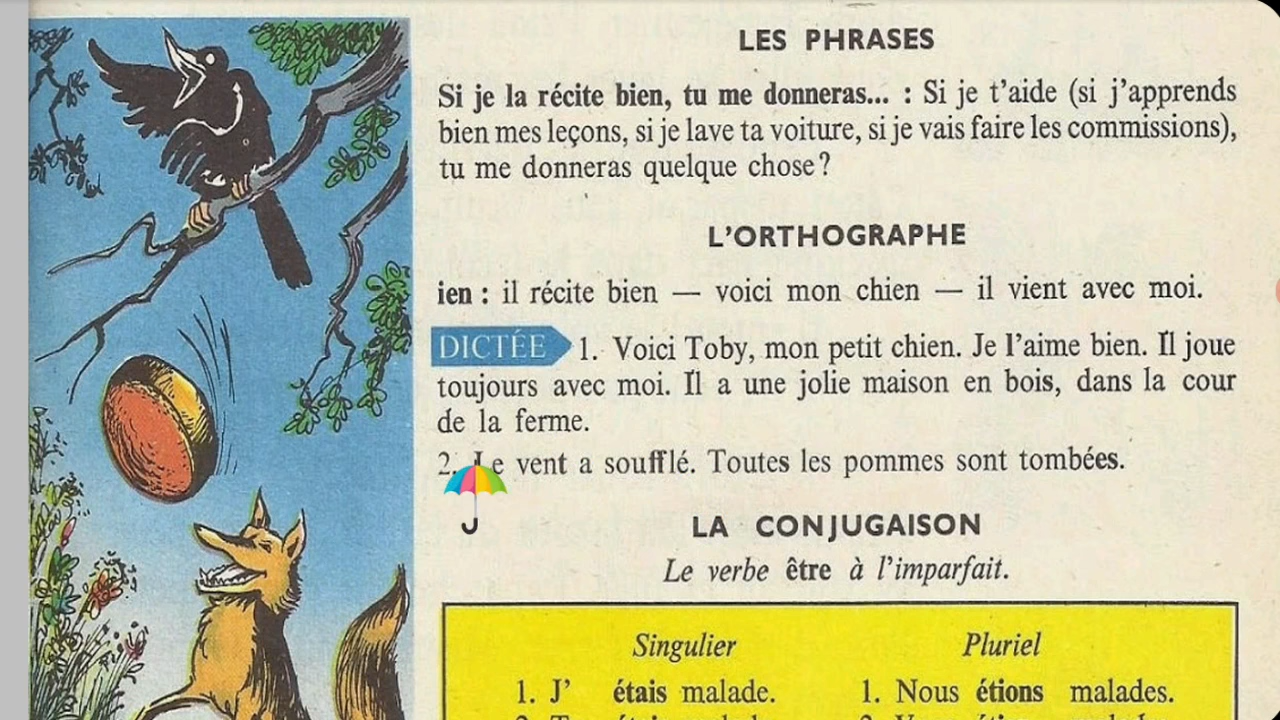 LES PHRASES
Si je la récite bien, tu me donneras... : Si je t'aide (si j'apprends
bien mes leçons, si je lave ta voiture, si je vais faire les commissions),
tu me donneras quelque chose ?
L'ORTHOGRAPHE
ien : il récite bien — voici mon chien — il vient avec moi.
DICTÉE 1. Voici Toby, mon petit chien. Je l'aime bien. Il joue
toujours avec moi. Il a une jolie maison en bois, dans la cour
de la ferme.
2. Le vent a soufflé. Toutes les pommes sont tombées.
LA CONJUGAISON
Le verbe être à l'imparfait.
Singulier Pluriel
1. J' étais malade. 1. Nous étions malades.